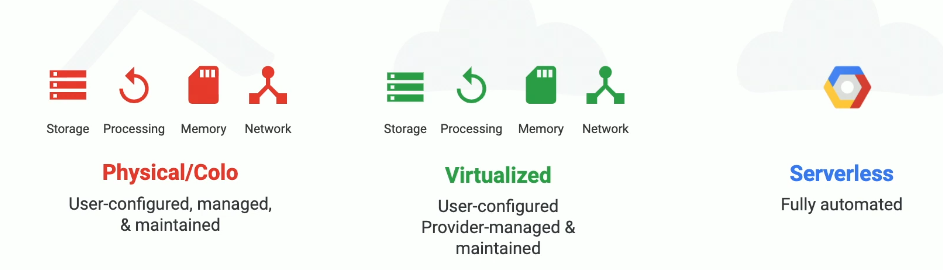 Storage Processing Memory Network
Physical/Colo
User-configured, managed,
& maintained
Storage Processing Memory Network
Virtualized
User-configured
Provider-managed &
maintained
Serverless
Fully automated